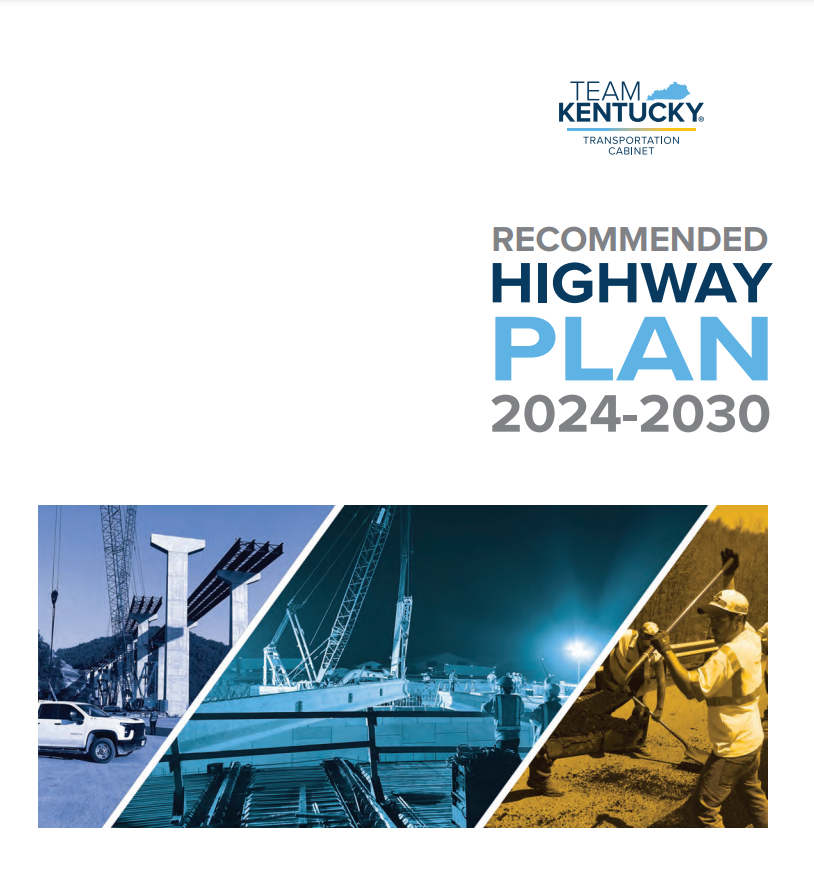 TEAM
KENTUCKY®
TRANSPORTATION
CABINET
RECOMMENDED
HIGHWAY
PLAN
2024-2030